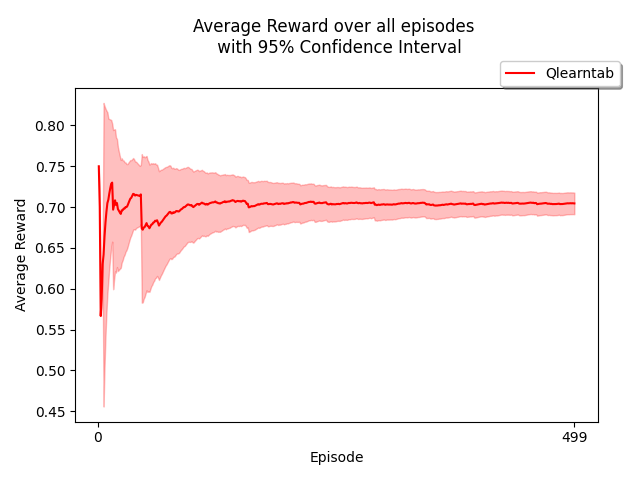 Average Reward over all episodes
with 95% Confidence Interval
Qlearntab
0.80
0.75
0.70
0.65
0.60
0.55
0.50
0.45
Average Reward
0
499
Episode